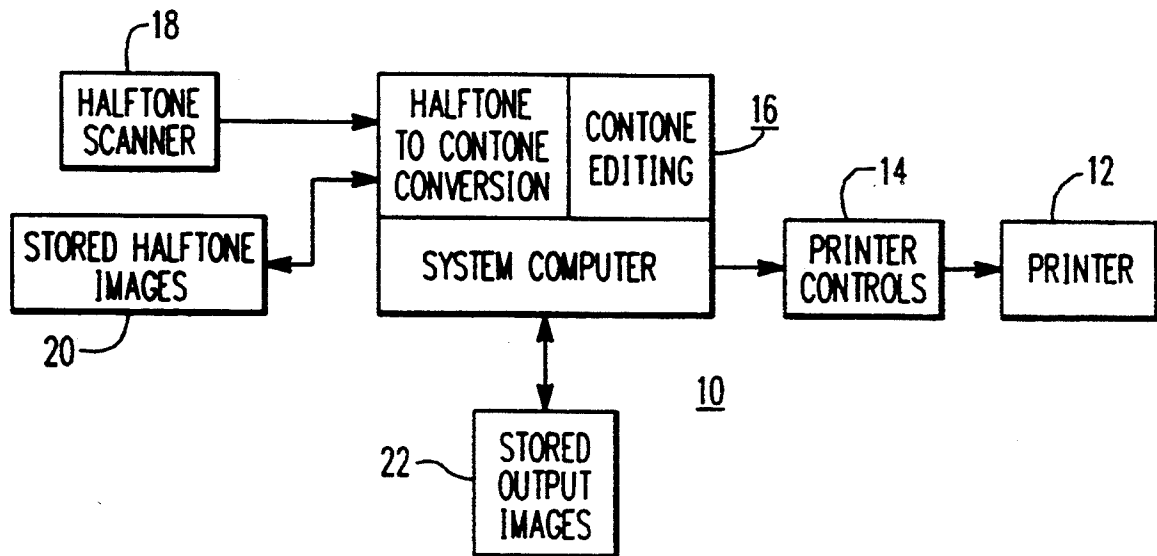 18
HALFTONE
SCANNER
HALFTONE
TO CONTONE
CONVERSION
CONTONE
EDITING
16
STORED HALFTONE
IMAGES
20
SYSTEM COMPUTER
14
PRINTER
CONTROLS
12
PRINTER
10
22
STORED
OUTPUT
IMAGES